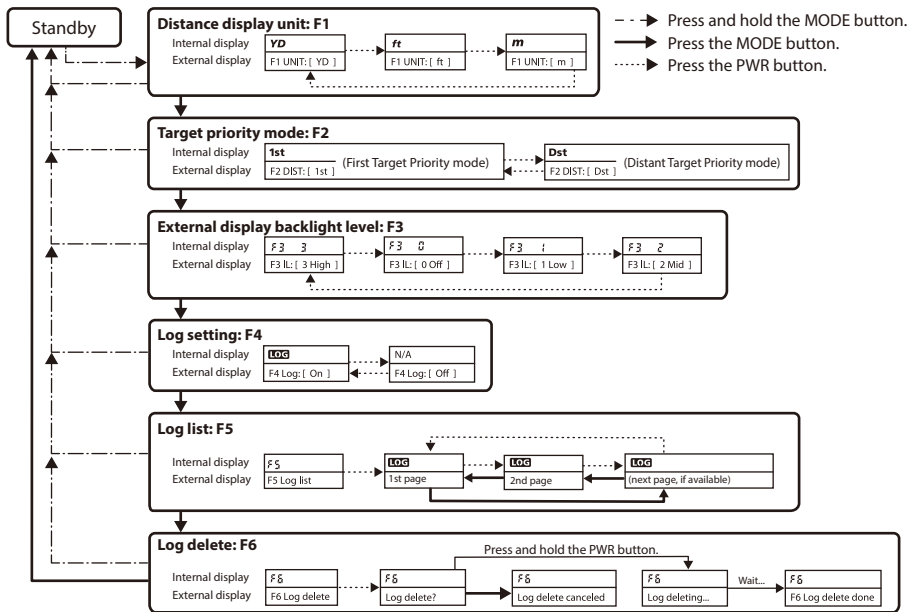 Standby
Press and hold the MODE button.
Press the MODE button.
Press the PWR button.
Distance display unit: F1
Internal display YD ft m
External display F1 UNIT: [ YD ] F1 UNIT: [ ft ] F1 UNIT: [ m ]
Target priority mode: F2
Internal display 1st Dst
(First Target Priority mode) (Distant Target Priority mode)
External display F2 DIST: [ 1st ] F2 DIST: [ Dst ]
External display backlight level: F3
Internal display F3 3 F3 0 F3 1 F3 2
External display F3 IL: [ 3 High ] F3 IL: [ 0 Off ] F3 IL: [ 1 Low ] F3 IL: [ 2 Mid ]
Log setting: F4
Internal display LOG N/A
External display F4 Log: [ On ] F4 Log: [ Off ]
Log list: F5
Internal display F5 LOG LOG LOG
External display F5 Log list 1st page 2nd page (next page, if available)
Log delete: F6
Press and hold the PWR button.
Internal display F6 F6 F6 F6 Wait... F6
External display F6 Log delete Log delete? Log delete canceled Log deleting... F6 Log delete done